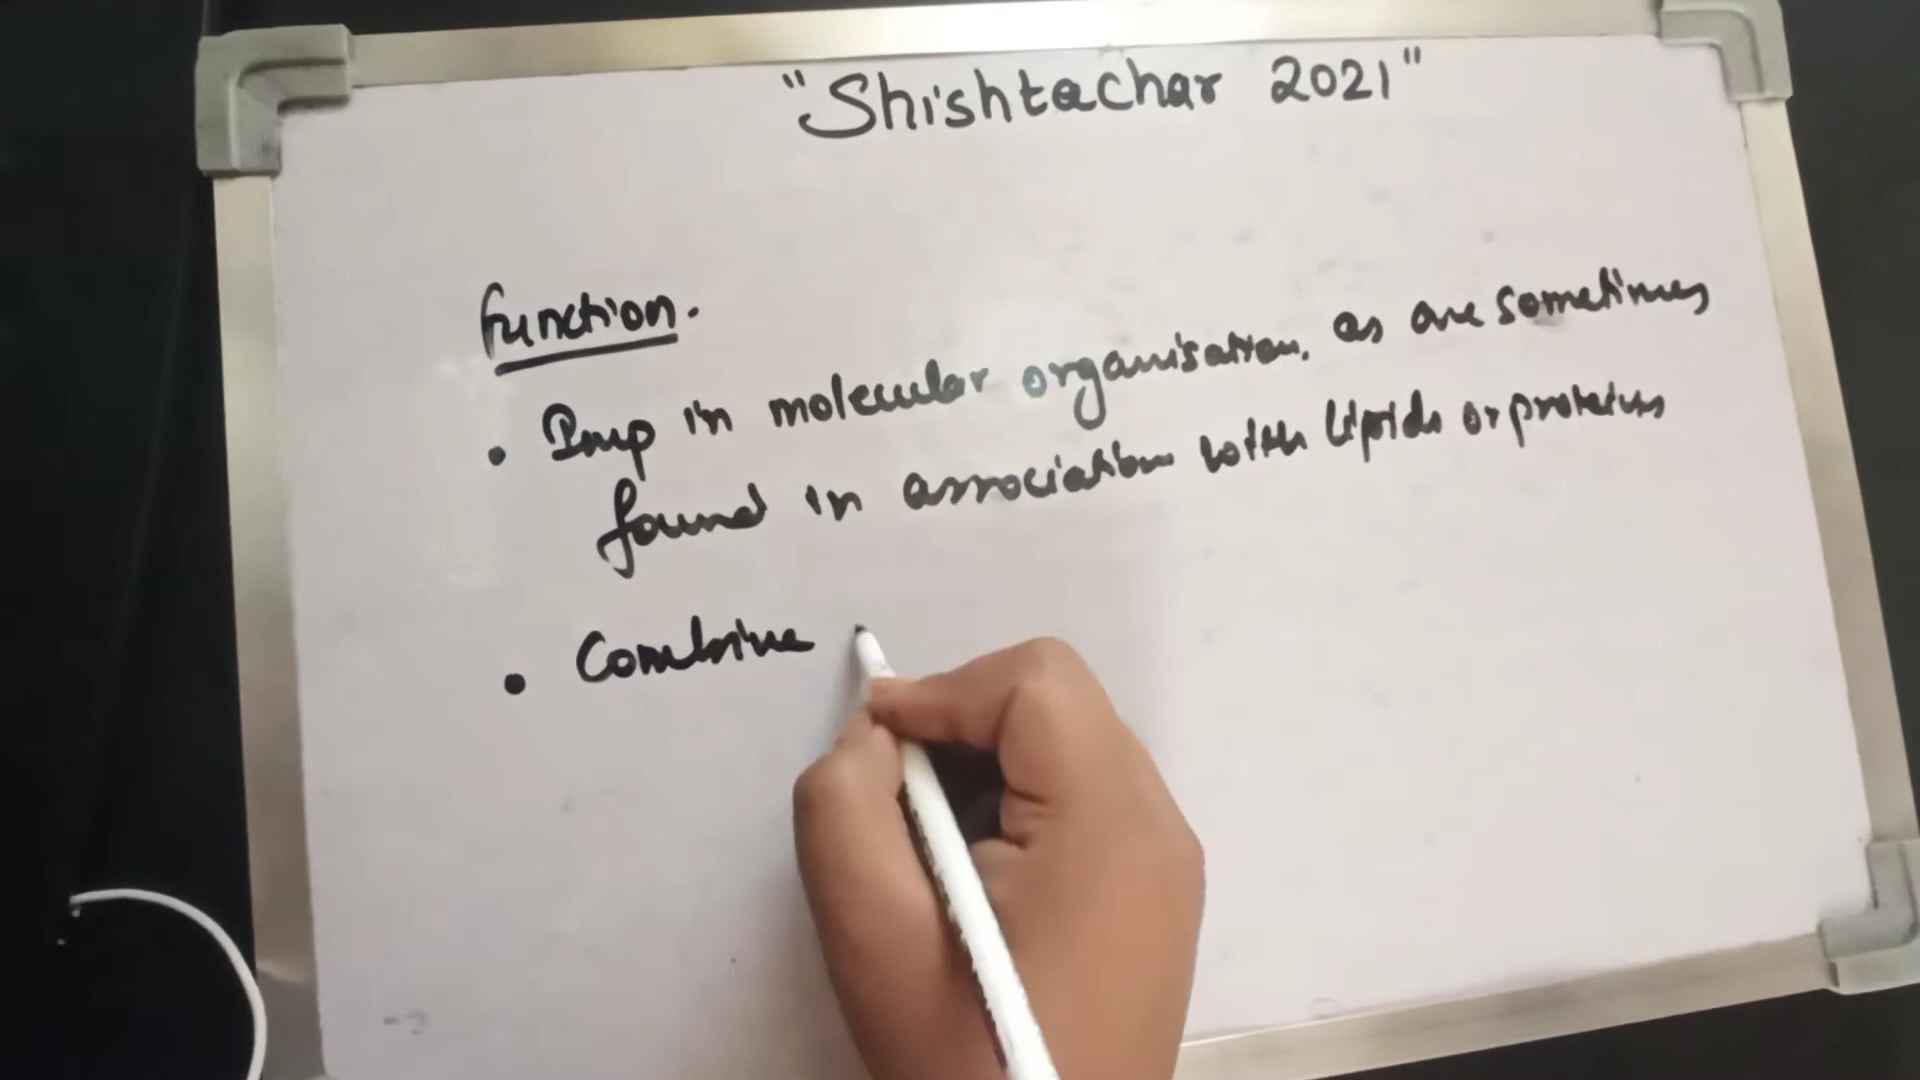 "Shishtachar 2021"
Function.
• Imp in molecular organisation. as are sometimes
found in association with lipids or proteins
• Combine